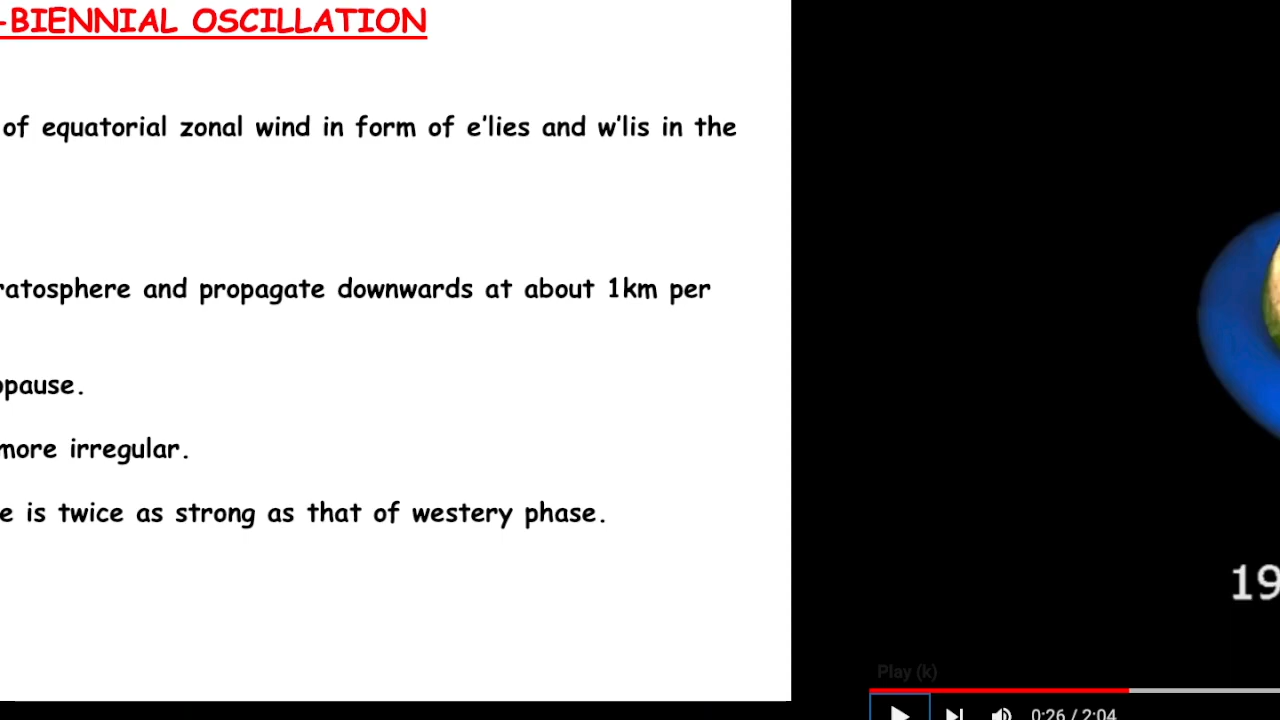 -BIENNIAL OSCILLATION
of equatorial zonal wind in form of e'lies and w'lis in the
ratosphere and propagate downwards at about 1km per
opause.
more irregular.
e is twice as strong as that of westery phase.
19
Play (k)
0:26 / 2:04